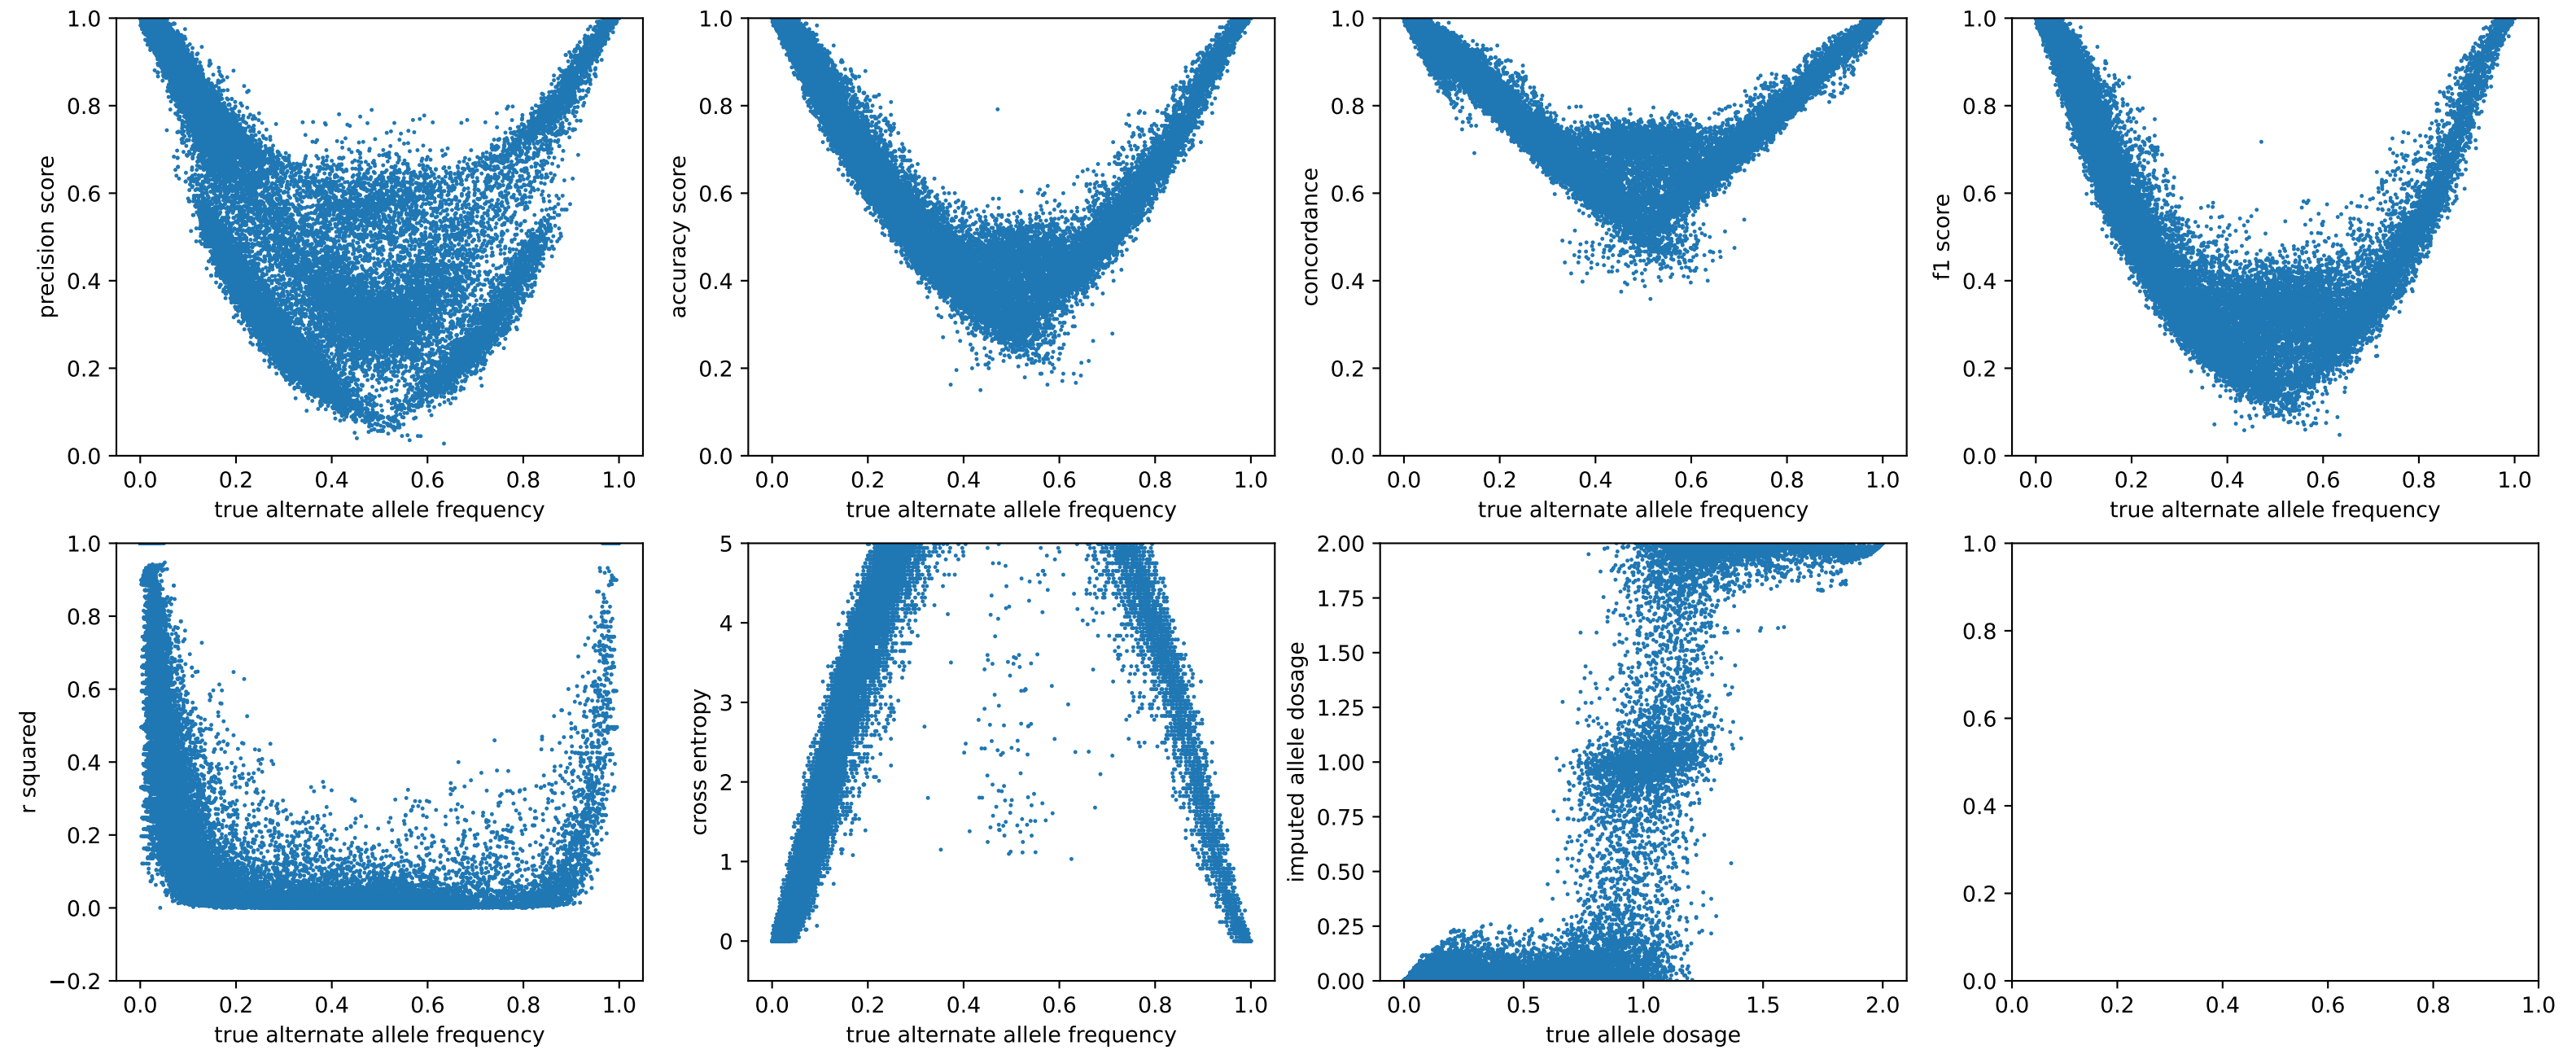 1.0
0.8
0.6
0.4
0.2
0.0
precision score
0.0 0.2 0.4 0.6 0.8 1.0
true alternate allele frequency
1.0
0.8
0.6
0.4
0.2
0.0
accuracy score
0.0 0.2 0.4 0.6 0.8 1.0
true alternate allele frequency
1.0
0.8
0.6
0.4
0.2
0.0
concordance
0.0 0.2 0.4 0.6 0.8 1.0
true alternate allele frequency
1.0
0.8
0.6
0.4
0.2
0.0
f1 score
0.0 0.2 0.4 0.6 0.8 1.0
true alternate allele frequency
1.0
0.8
0.6
0.4
0.2
0.0
−0.2
r squared
0.0 0.2 0.4 0.6 0.8 1.0
true alternate allele frequency
5
4
3
2
1
0
cross entropy
0.0 0.2 0.4 0.6 0.8 1.0
true alternate allele frequency
2.00
1.75
1.50
1.25
1.00
0.75
0.50
0.25
0.00
imputed allele dosage
0.0 0.5 1.0 1.5 2.0
true allele dosage
1.0
0.8
0.6
0.4
0.2
0.0
0.0 0.2 0.4 0.6 0.8 1.0